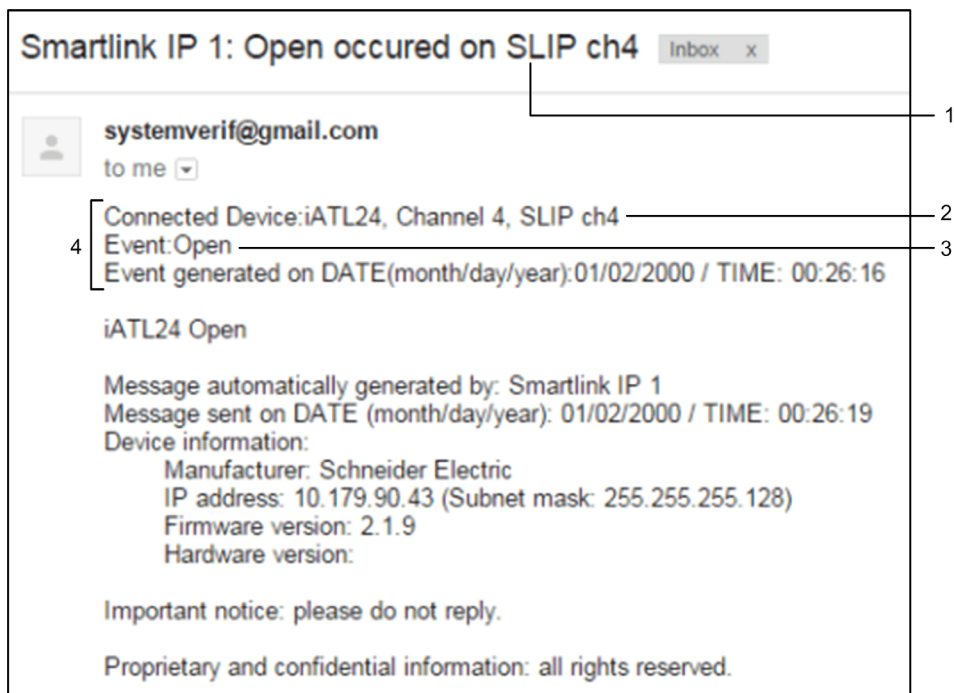 Smartlink IP 1: Open occured on SLIP ch4 Inbox x
1
systemverif@gmail.com
to me
Connected Device:iATL24, Channel 4, SLIP ch4 2
4 Event:Open 3
Event generated on DATE(month/day/year):01/02/2000 / TIME: 00:26:16
iATL24 Open
Message automatically generated by: Smartlink IP 1
Message sent on DATE (month/day/year): 01/02/2000 / TIME: 00:26:19
Device information:
Manufacturer: Schneider Electric
IP address: 10.179.90.43 (Subnet mask: 255.255.255.128)
Firmware version: 2.1.9
Hardware version:
Important notice: please do not reply.
Proprietary and confidential information: all rights reserved.